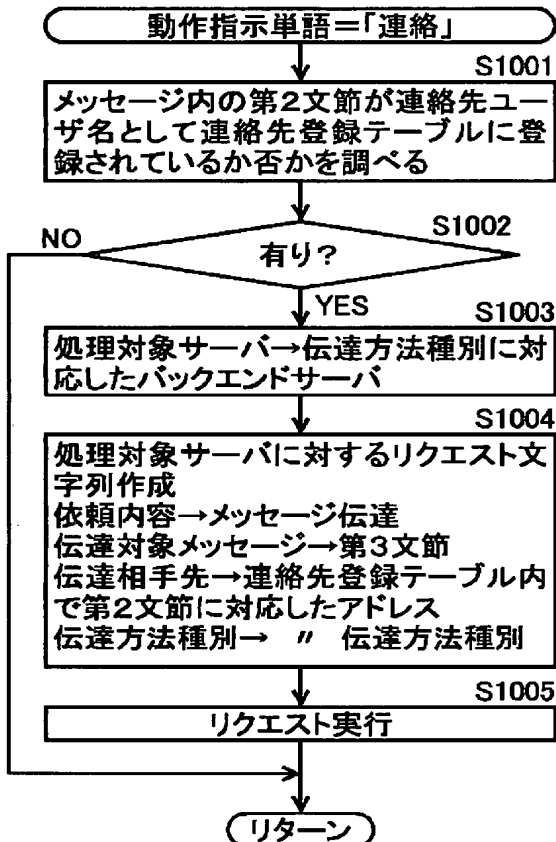 動作指示単語=「連絡」
S1001
メッセージ内の第2文節が連絡先ユー
ザ名として連絡先登録テーブルに登
録されているか否かを調べる
S1002
NO
有り?
YES
S1003
処理対象サーバ→伝達方法種別に対
応したバックエンドサーバ
S1004
処理対象サーバに対するリクエスト文
字列作成
依頼内容→メッセージ伝達
伝達対象メッセージ→第3文節
伝達相手先→連絡先登録テーブル内
で第2文節に対応したアドレス
伝達方法種別→ 〃 伝達方法種別
S1005
リクエスト実行
リターン